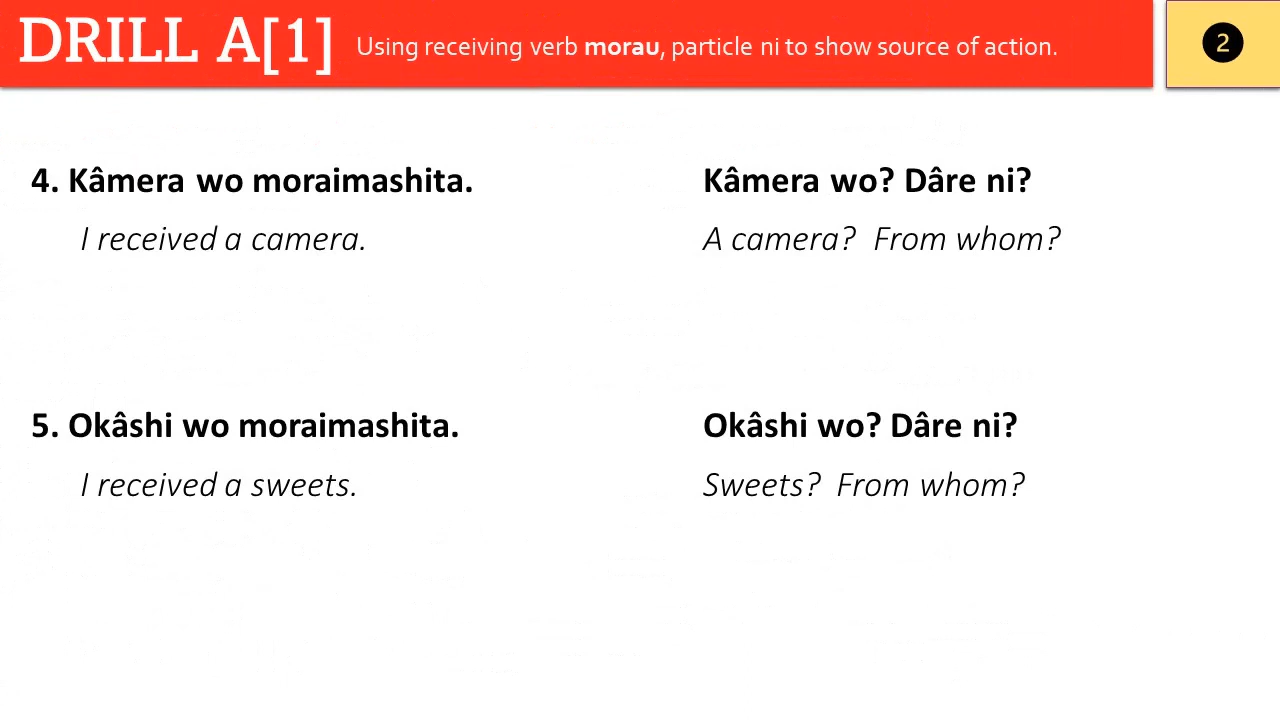 DRILL A[1] Using receiving verb morau, particle ni to show source of action. 2
4. Kâmera wo moraimashita. Kâmera wo? Dâre ni?
I received a camera. A camera? From whom?
5. Okâshi wo moraimashita. Okâshi wo? Dâre ni?
I received a sweets. Sweets? From whom?